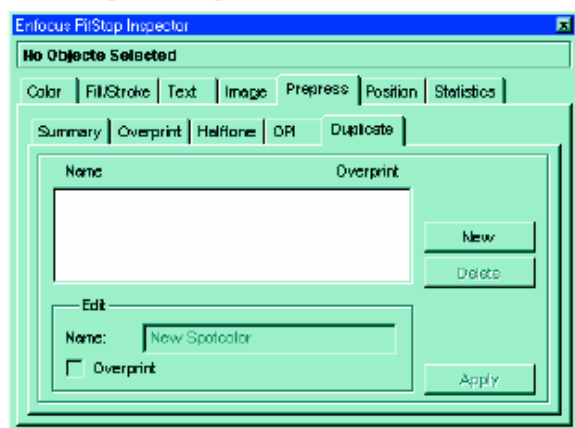 Enfocus PitStop Inspector
No Objects Selected
Color Fill/Stroke Text Image Prepress Position Statistics
Summary Overprint Halftone OPI Duplicate
Name Overprint
New
Delete
Edit
Name: New Spotcolor
Overprint
Apply